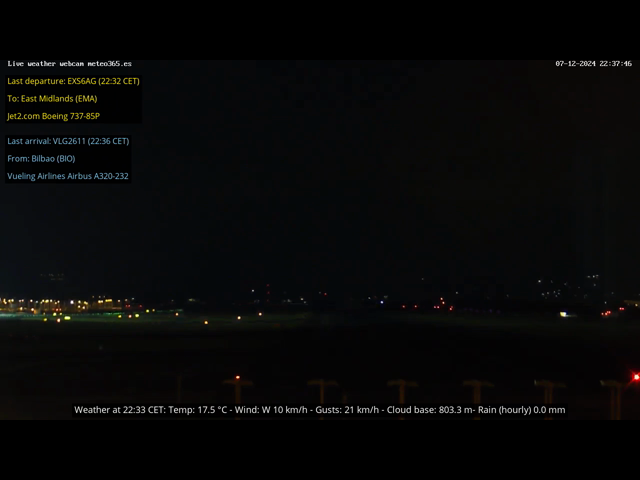 Live weather webcam meteo365.es
07-12-2024 22:37:46
Last departure: EXS6AG (22:32 CET)
To: East Midlands (EMA)
Jet2.com Boeing 737-85P
Last arrival: VLG2611 (22:36 CET)
From: Bilbao (BIO)
Vueling Airlines Airbus A320-232
Weather at 22:33 CET: Temp: 17.5 °C - Wind: W 10 km/h - Gusts: 21 km/h - Cloud base: 803.3 m- Rain (hourly) 0.0 mm